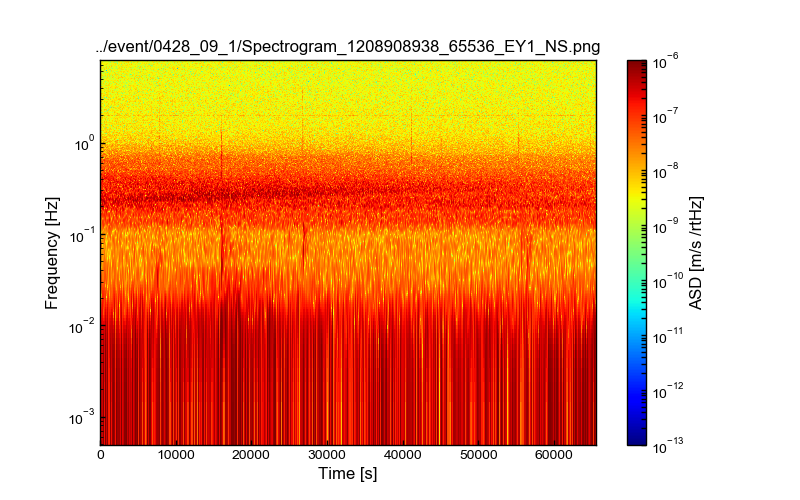 ../event/0428_09_1/Spectrogram_1208908938_65536_EY1_NS.png
10^0
10^−1
10^−2
10^−3
Frequency [Hz]
0 10000 20000 30000 40000 50000 60000
Time [s]
10^−6
10^−7
10^−8
10^−9
10^−10
10^−11
10^−12
10^−13
ASD [m/s /rtHz]